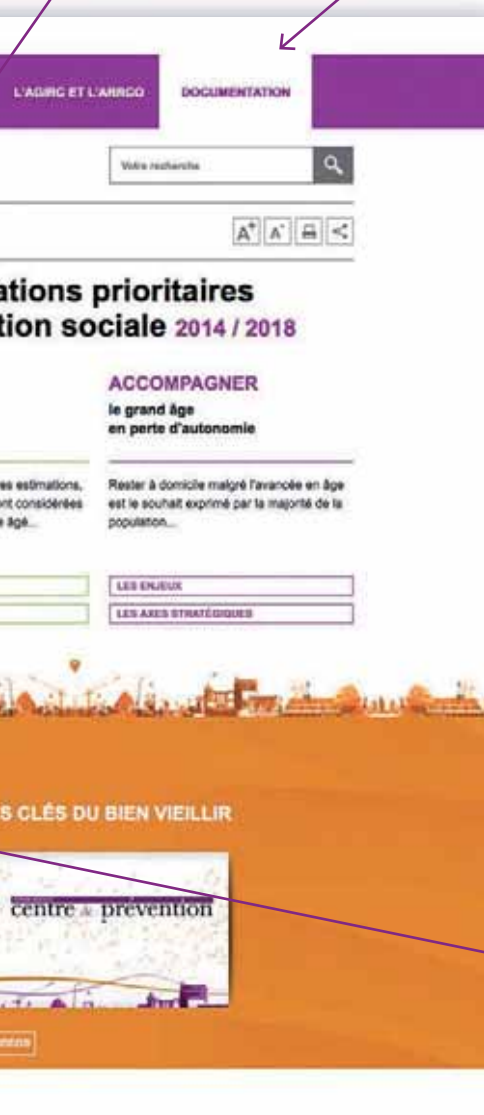 L'AGIRC ET L'ARRCO
DOCUMENTATION
Votre recherche
A+ A-
ations prioritaires
tion sociale 2014 / 2018
ACCOMPAGNER
le grand âge
en perte d'autonomie
es estimations,
nt considérées
e âgé...
Rester à domicile malgré l'avancée en âge
est le souhait exprimé par la majorité de la
population...
LES ENJEUX
LES AXES STRATÉGIQUES
S CLÉS DU BIEN VIEILLIR
centre de prévention